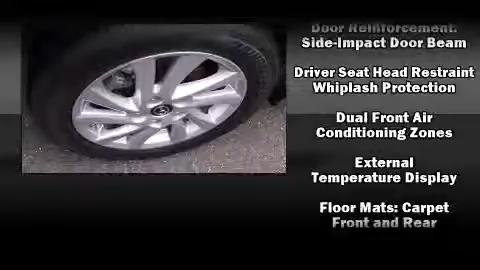 Door Reinforcement:
Side-Impact Door Beam
Driver Seat Head Restraint
Whiplash Protection
Dual Front Air
Conditioning Zones
External
Temperature Display
Floor Mats: Carpet
Front and Rear